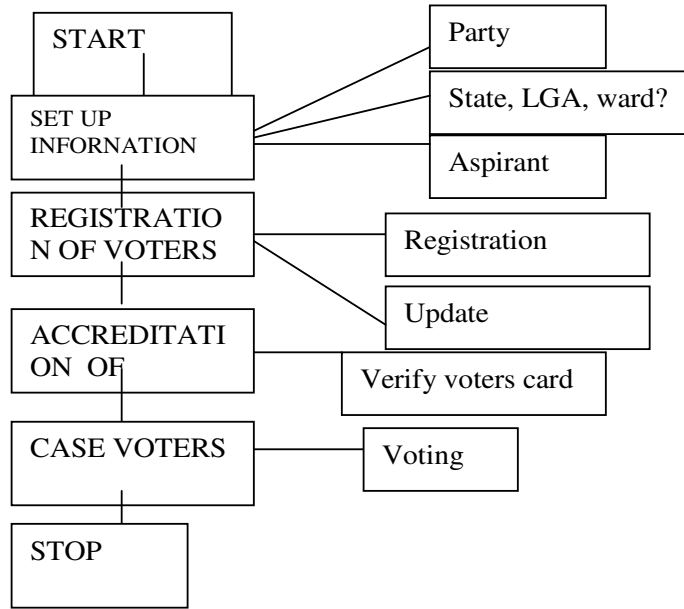 START
Party
State, LGA, ward?
SET UP
INFORNATION
Aspirant
REGISTRATIO
N OF VOTERS
Registration
Update
ACCREDITATI
ON OF
Verify voters card
CASE VOTERS
Voting
STOP